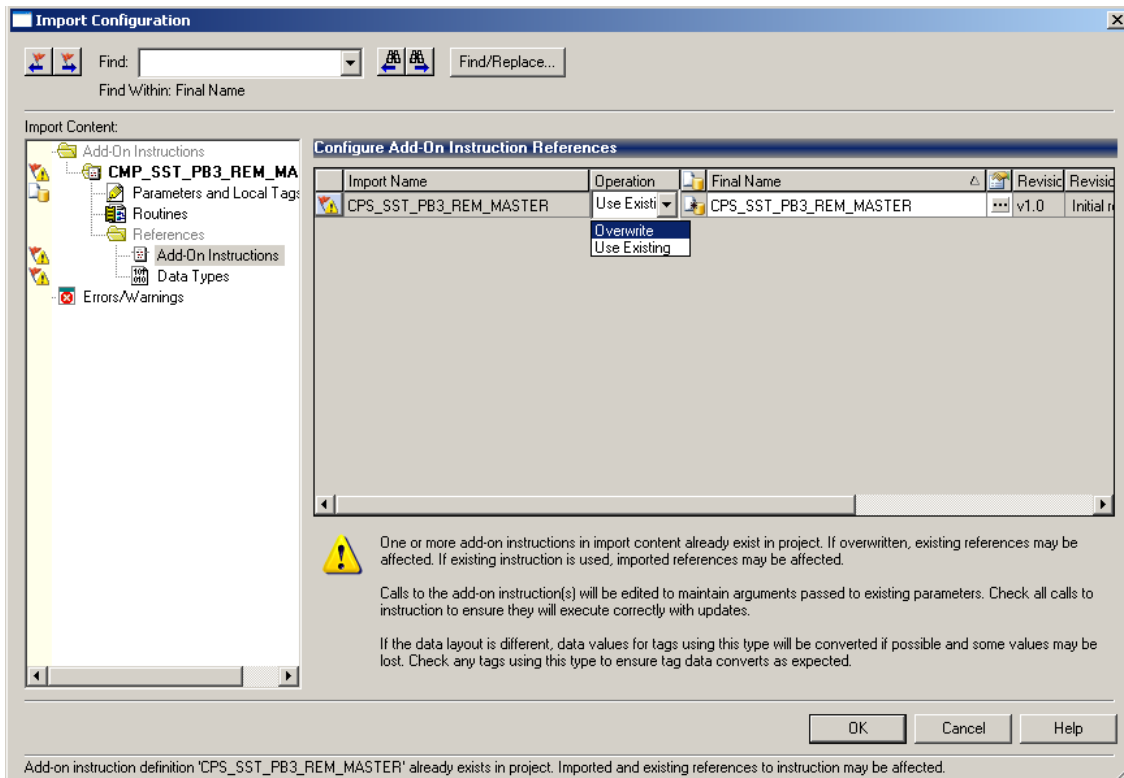 Import Configuration
Find:
Find/Replace...
Find Within: Final Name
Import Content:
Add-On Instructions
CMP_SST_PB3_REM_MA
Parameters and Local Tags
Routines
References
Add-On Instructions
Data Types
Errors/Warnings
Configure Add-On Instruction References
Import Name Operation Final Name Revisic Revisic
CPS_SST_PB3_REM_MASTER Use Existi CPS_SST_PB3_REM_MASTER ... v1.0 Initial r
Overwrite
Use Existing
One or more add-on instructions in import content already exist in project. If overwritten, existing references may be
affected. If existing instruction is used, imported references may be affected.
Calls to the add-on instruction(s) will be edited to maintain arguments passed to existing parameters. Check all calls to
instruction to ensure they will execute correctly with updates.
If the data layout is different, data values for tags using this type will be converted if possible and some values may be
lost. Check any tags using this type to ensure tag data converts as expected.
OK Cancel Help
Add-on instruction definition 'CPS_SST_PB3_REM_MASTER' already exists in project. Imported and existing references to instruction may be affected.